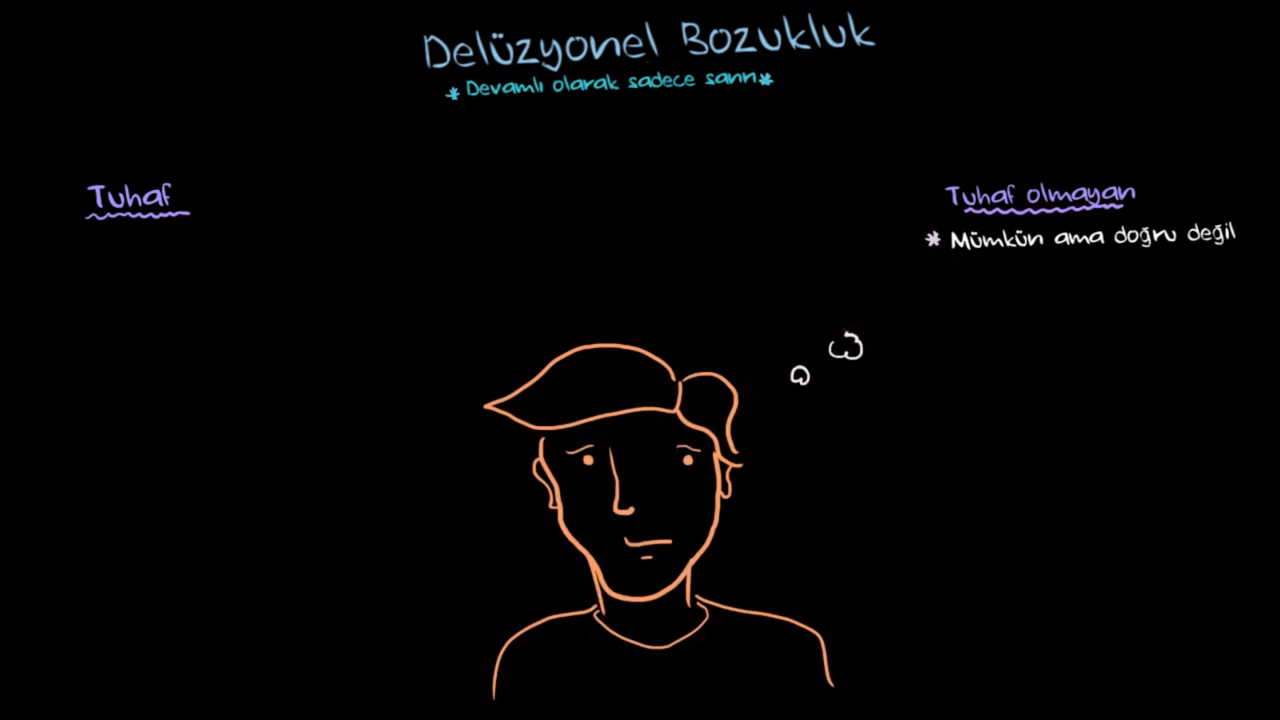 Delüzyonel Bozukluk
*Devamlı olarak sadece sanrı*
Tuhaf
Tuhaf olmayan
* Mümkün ama doğru değil